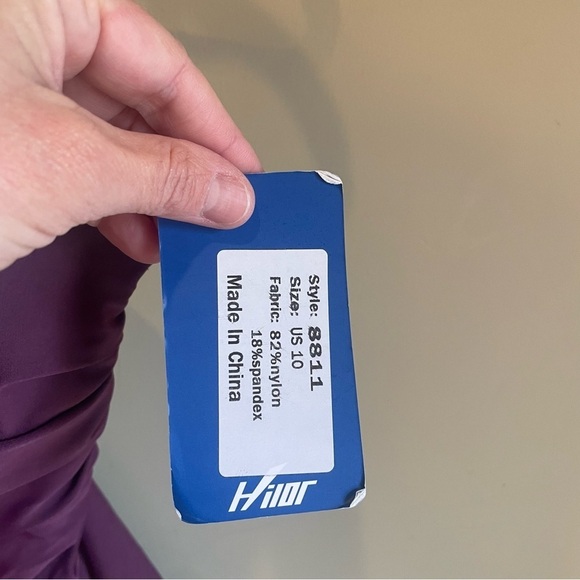 Style: 8811
Size: US 10
Fabric: 82%nylon
18%spandex
Made In China
Hilor